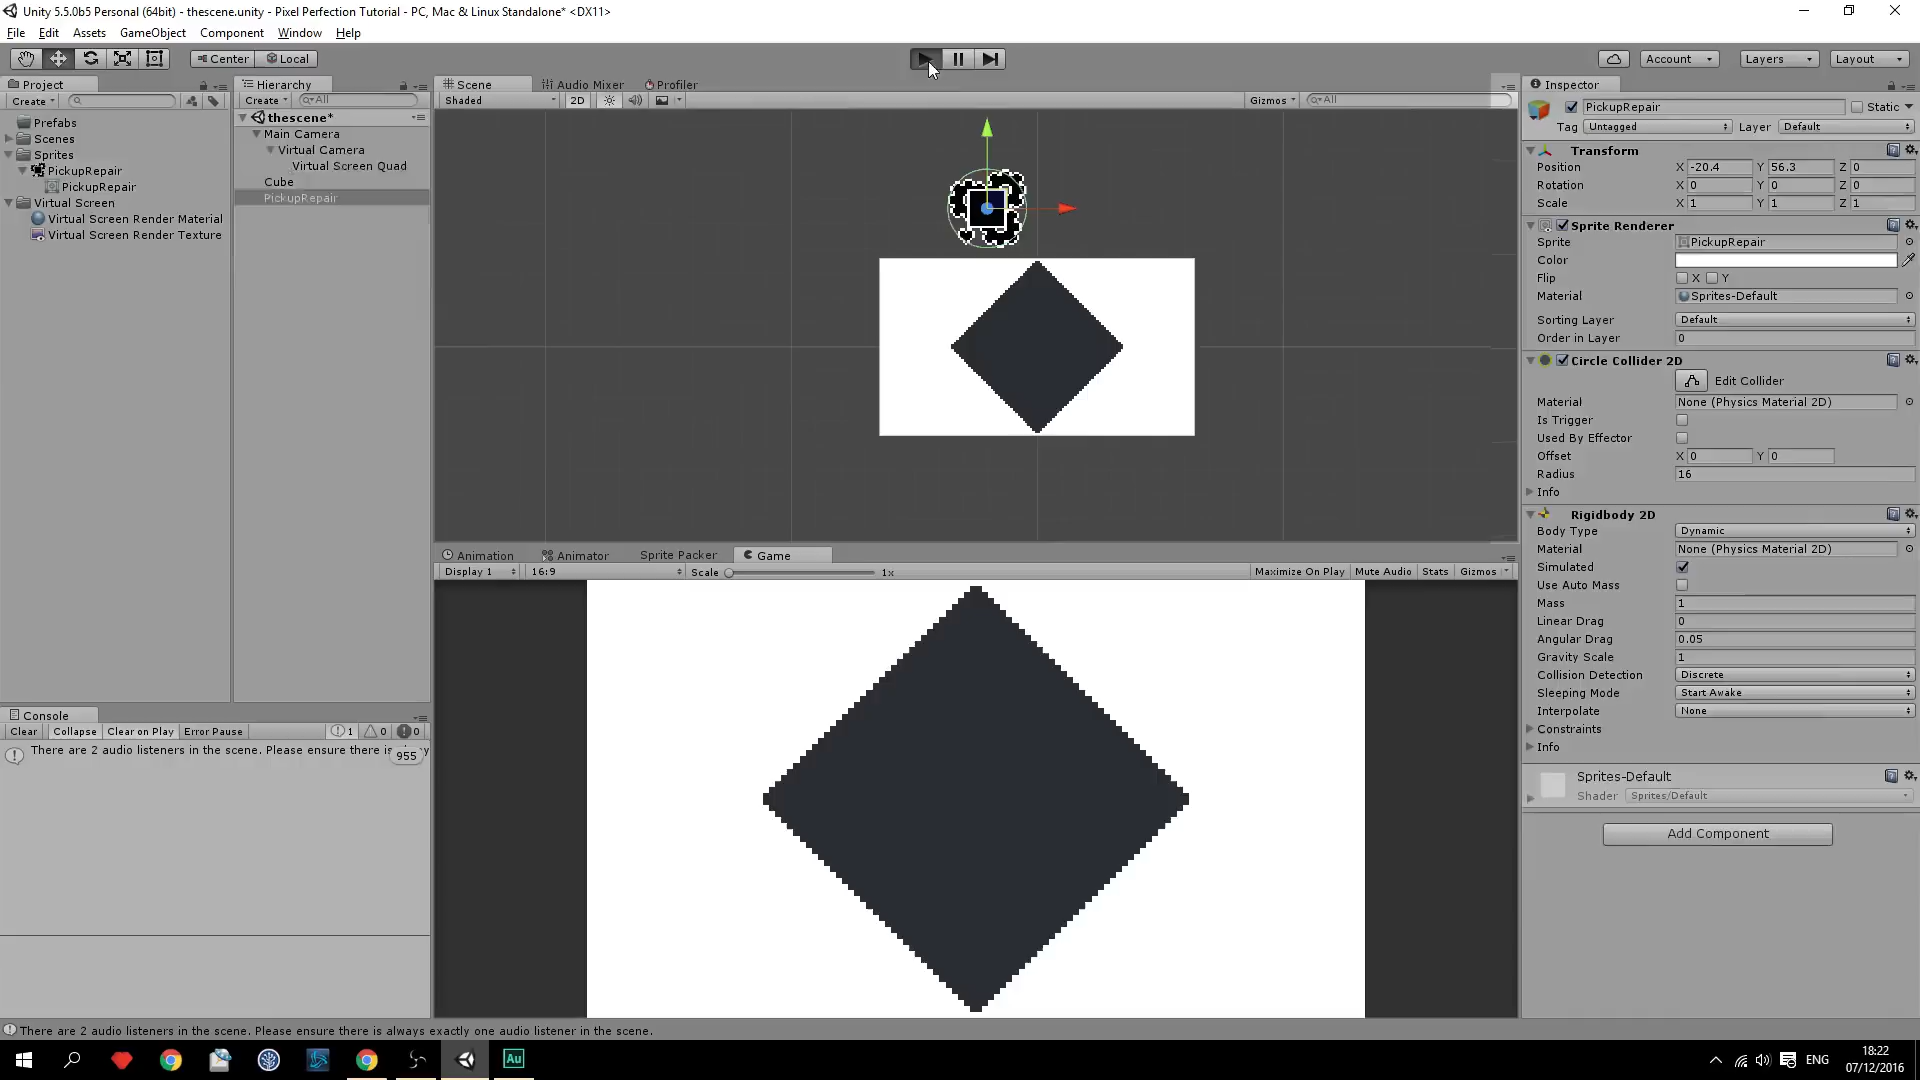 Unity 5.5.0b5 Personal (64bit) - thescene.unity - Pixel Perfection Tutorial - PC, Mac & Linux Standalone* <DX11>
File Edit Assets GameObject Component Window Help
Center Local Account Layers Layout
Project
Create
Prefabs
Scenes
Sprites
PickupRepair
PickupRepair
Virtual Screen
Virtual Screen Render Material
Virtual Screen Render Texture
Hierarchy
Create All
thescene*
Main Camera
Virtual Camera
Virtual Screen Quad
Cube
PickupRepair
Scene Audio Mixer Profiler
Shaded 2D Gizmos All
Animation Animator Sprite Packer Game
Display 1 16:9 Scale 1x Maximize On Play Mute Audio Stats Gizmos
Inspector
PickupRepair Static
Tag Untagged Layer Default
Transform
Position X -20.4 Y 56.3 Z 0
Rotation X 0 Y 0 Z 0
Scale X 1 Y 1 Z 1
Sprite Renderer
Sprite PickupRepair
Color
Flip X Y
Material Sprites-Default
Sorting Layer Default
Order in Layer 0
Circle Collider 2D
Edit Collider
Material None (Physics Material 2D)
Is Trigger
Used By Effector
Offset X 0 Y 0
Radius 16
Info
Rigidbody 2D
Body Type Dynamic
Material None (Physics Material 2D)
Simulated
Use Auto Mass
Mass 1
Linear Drag 0
Angular Drag 0.05
Gravity Scale 1
Collision Detection Discrete
Sleeping Mode Start Awake
Interpolate None
Constraints
Info
Sprites-Default
Shader Sprites/Default
Add Component
Console
Clear Collapse Clear on Play Error Pause 1 0 0
There are 2 audio listeners in the scene. Please ensure there is 955
There are 2 audio listeners in the scene. Please ensure there is always exactly one audio listener in the scene.
Au
ENG
18:22
07/12/2016